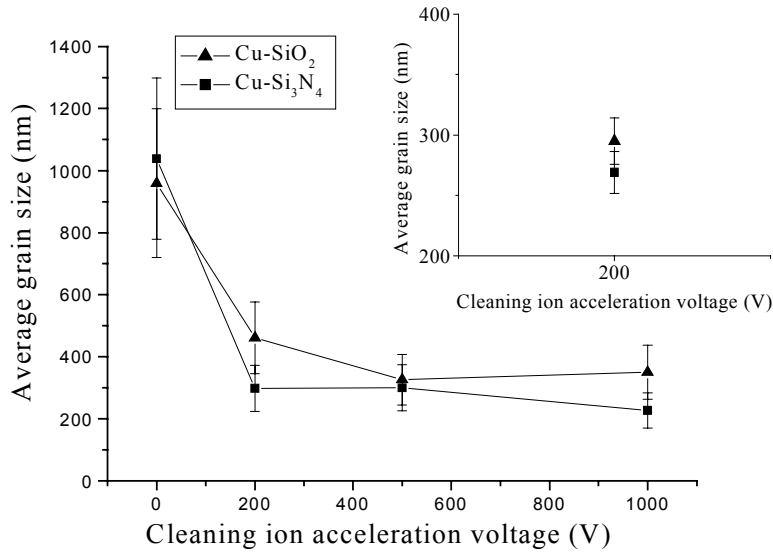 Average grain size (nm)
1400
1200
1000
800
600
400
200
0
Cu-SiO₂
Cu-Si₃N₄
0 200 400 600 800 1000
Cleaning ion acceleration voltage (V)
Average grain size (nm)
400
300
200
200
Cleaning ion acceleration voltage (V)